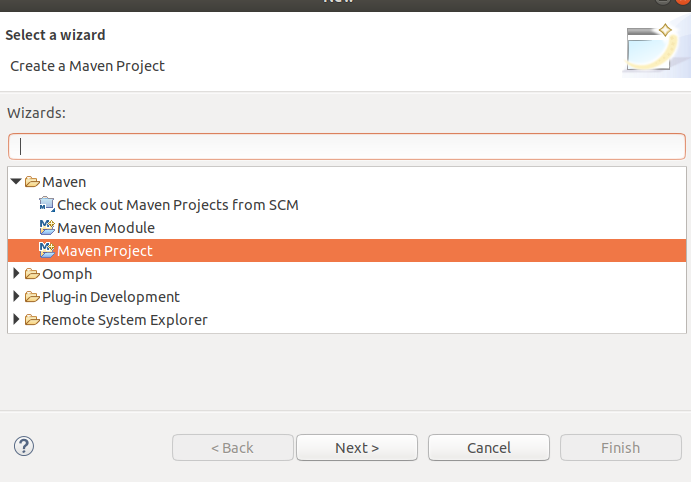 Select a wizard
Create a Maven Project
Wizards:
Maven
Check out Maven Projects from SCM
Maven Module
Maven Project
Oomph
Plug-in Development
Remote System Explorer
< Back
Next >
Cancel
Finish